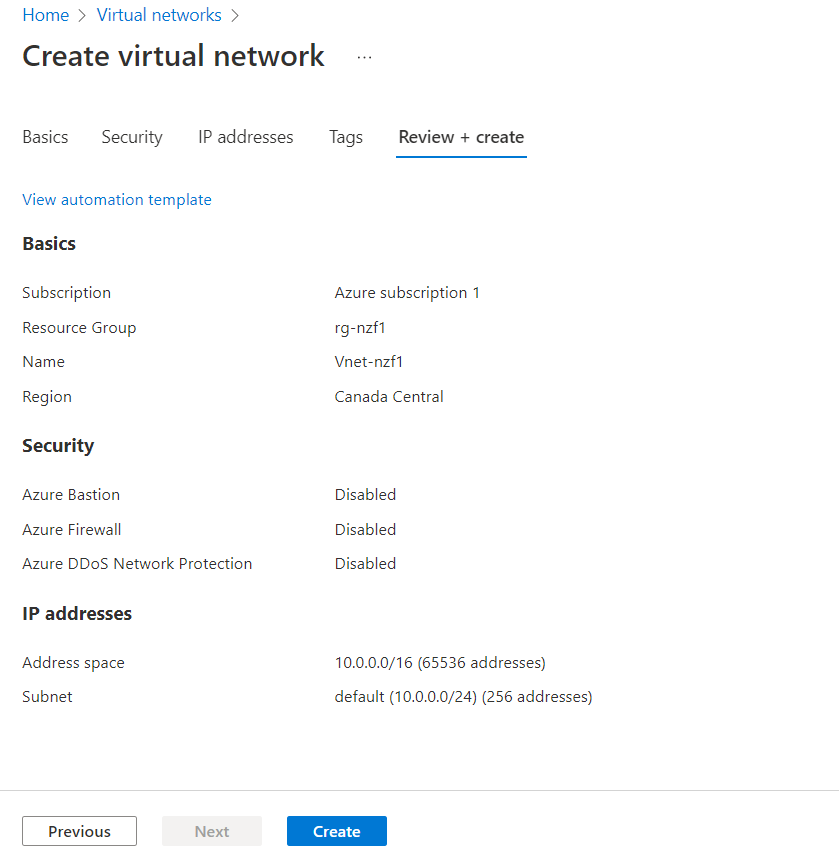 Home > Virtual networks >
Create virtual network ...
Basics Security IP addresses Tags Review + create
View automation template
Basics
Subscription Azure subscription 1
Resource Group rg-nzf1
Name Vnet-nzf1
Region Canada Central
Security
Azure Bastion Disabled
Azure Firewall Disabled
Azure DDoS Network Protection Disabled
IP addresses
Address space 10.0.0.0/16 (65536 addresses)
Subnet default (10.0.0.0/24) (256 addresses)
Previous Next Create